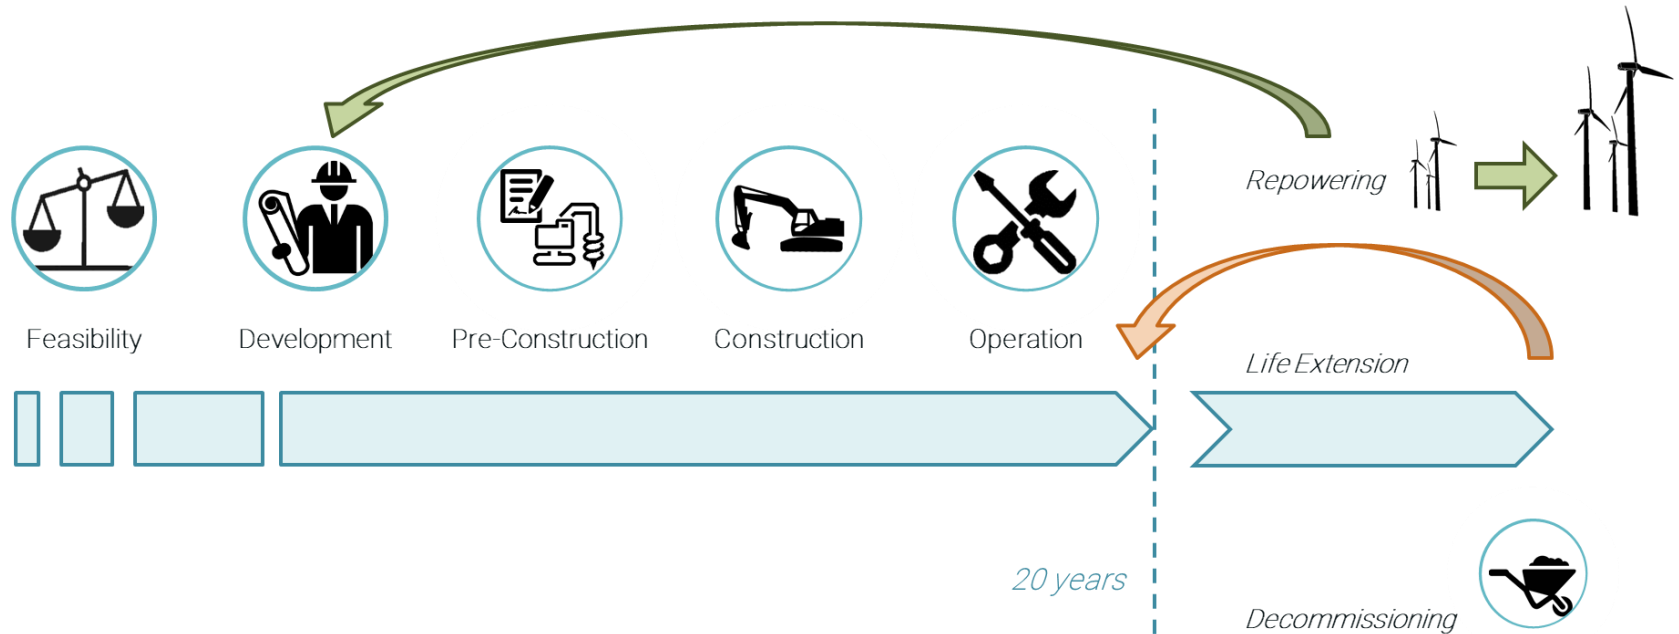 Repowering
Feasibility
Development
Pre-Construction
Construction
Operation
Life Extension
20 years
Decommissioning